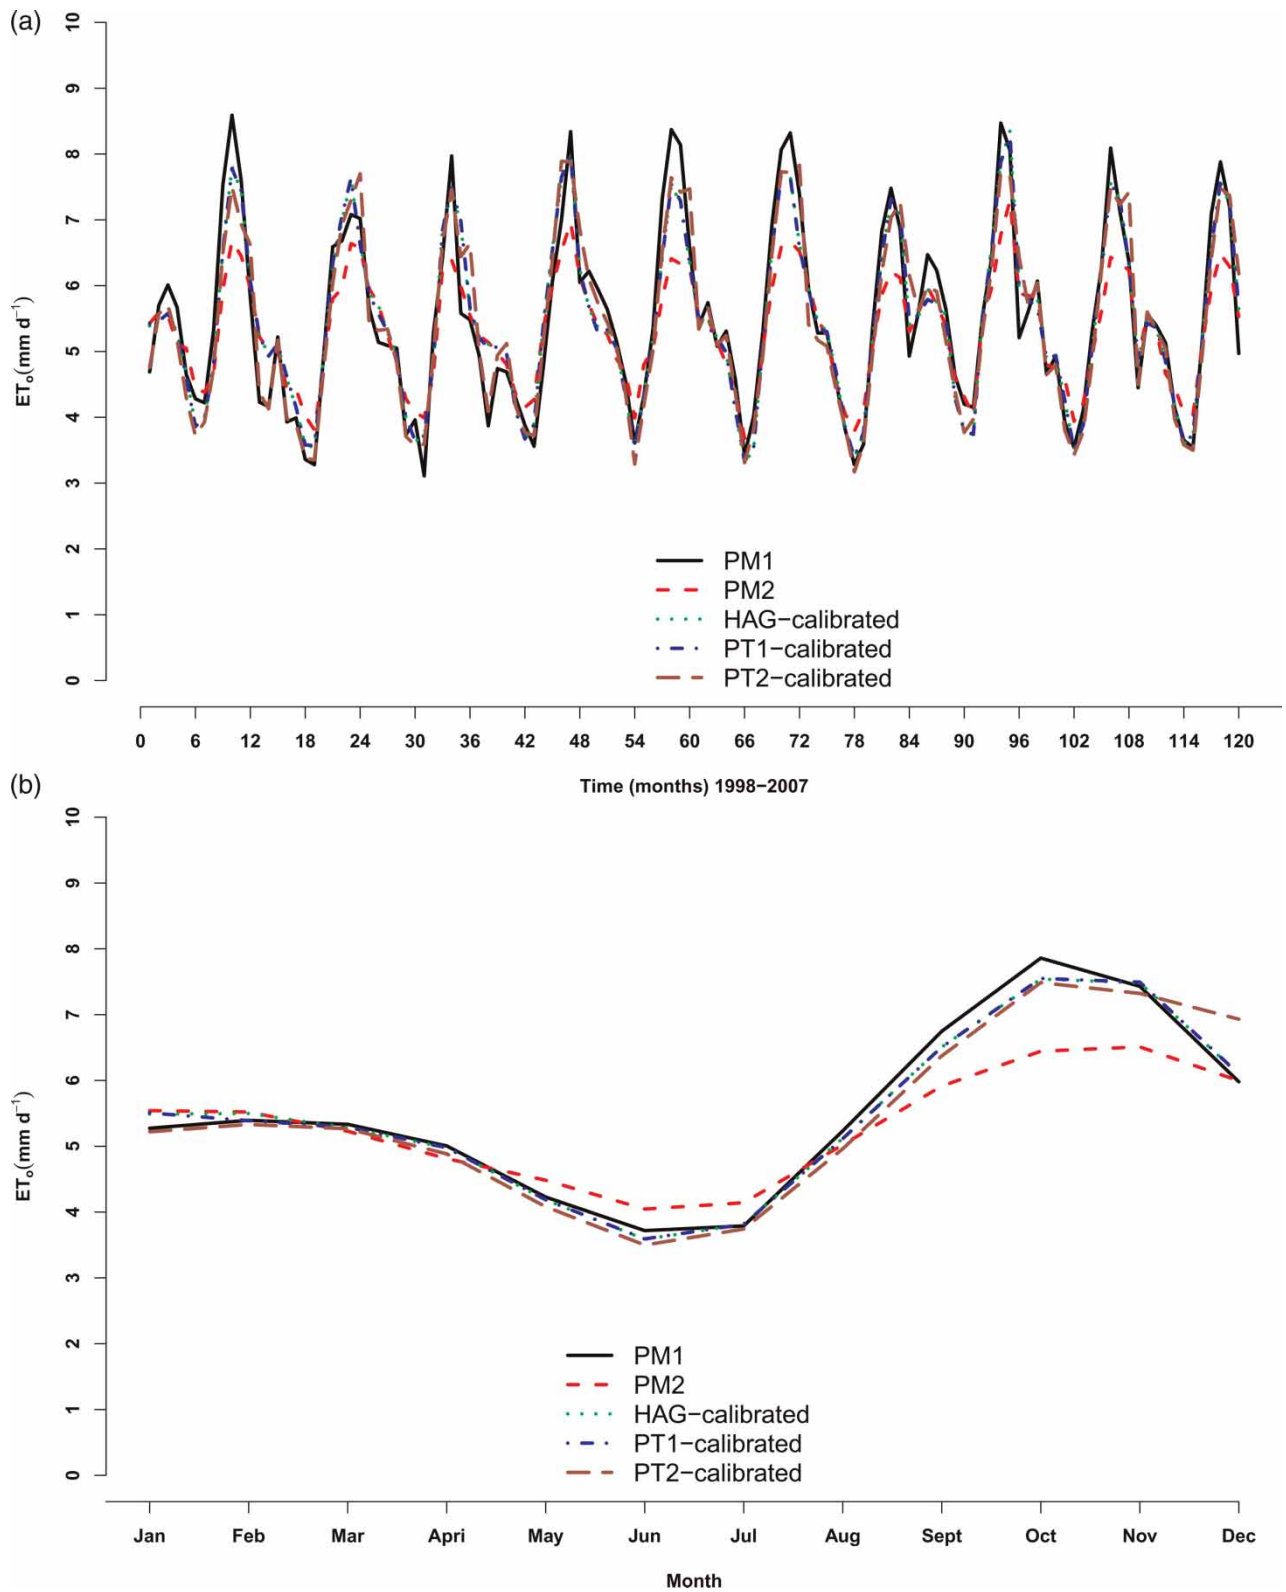 (a)
10
9
8
7
6
5
4
3
2
1
0
ETₒ(mm d⁻¹)
PM1
PM2
HAG−calibrated
PT1−calibrated
PT2−calibrated
0 6 12 18 24 30 36 42 48 54 60 66 72 78 84 90 96 102 108 114 120
Time (months) 1998−2007
(b)
10
9
8
7
6
5
4
3
2
1
0
ETₒ(mm d⁻¹)
PM1
PM2
HAG−calibrated
PT1−calibrated
PT2−calibrated
Jan Feb Mar Apri May Jun Jul Aug Sept Oct Nov Dec
Month